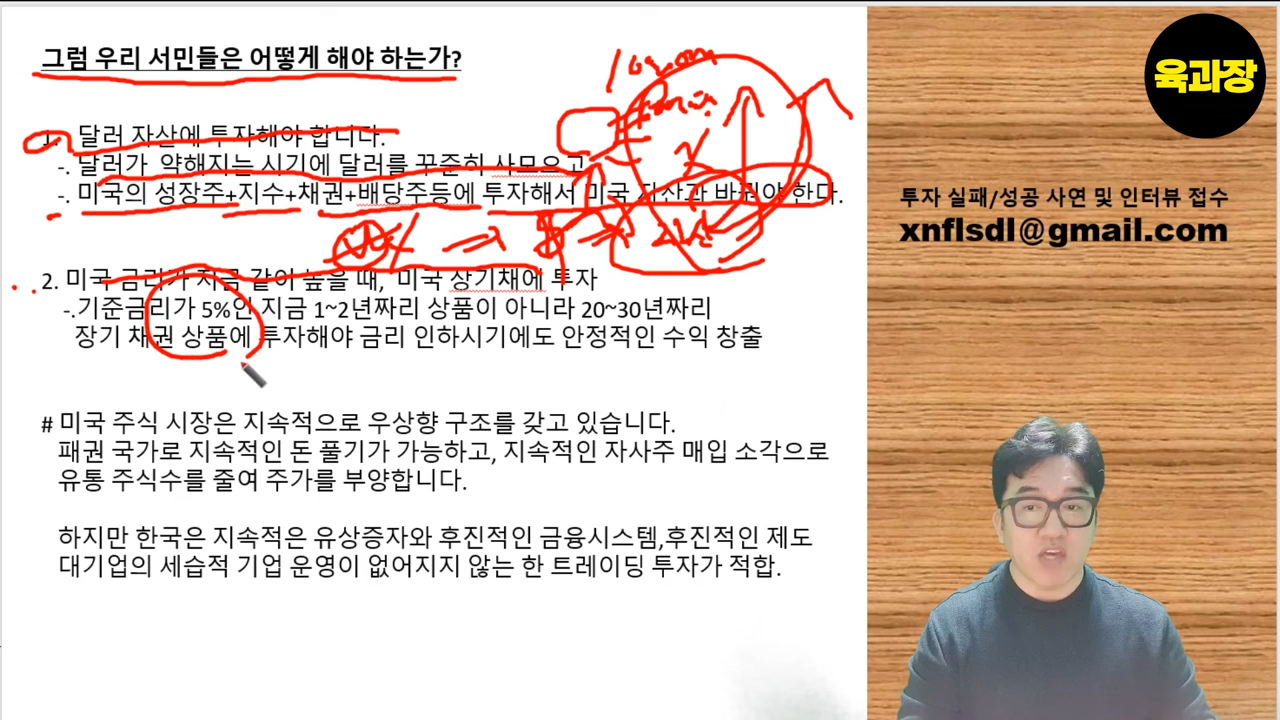 그럼 우리 서민들은 어떻게 해야 하는가?
1. 달러 자산에 투자해야 합니다.
-. 달러가 약해지는 시기에 달러를 꾸준히 사모으고
-. 미국의 성장주+지수+채권+배당주등에 투자해서 미국 자산과 바꿔야 한다.
2. 미국 금리가 지금 같이 높을 때, 미국 장기채에 투자
-.기준금리가 5%인 지금 1~2년짜리 상품이 아니라 20~30년짜리
장기 채권 상품에 투자해야 금리 인하시기에도 안정적인 수익 창출
# 미국 주식 시장은 지속적으로 우상향 구조를 갖고 있습니다.
패권 국가로 지속적인 돈 풀기가 가능하고, 지속적인 자사주 매입 소각으로
유통 주식수를 줄여 주가를 부양합니다.
하지만 한국은 지속적은 유상증자와 후진적인 금융시스템,후진적인 제도
대기업의 세습적 기업 운영이 없어지지 않는 한 트레이딩 투자가 적합.
육과장
투자 실패/성공 사연 및 인터뷰 접수
xnflsdl@gmail.com